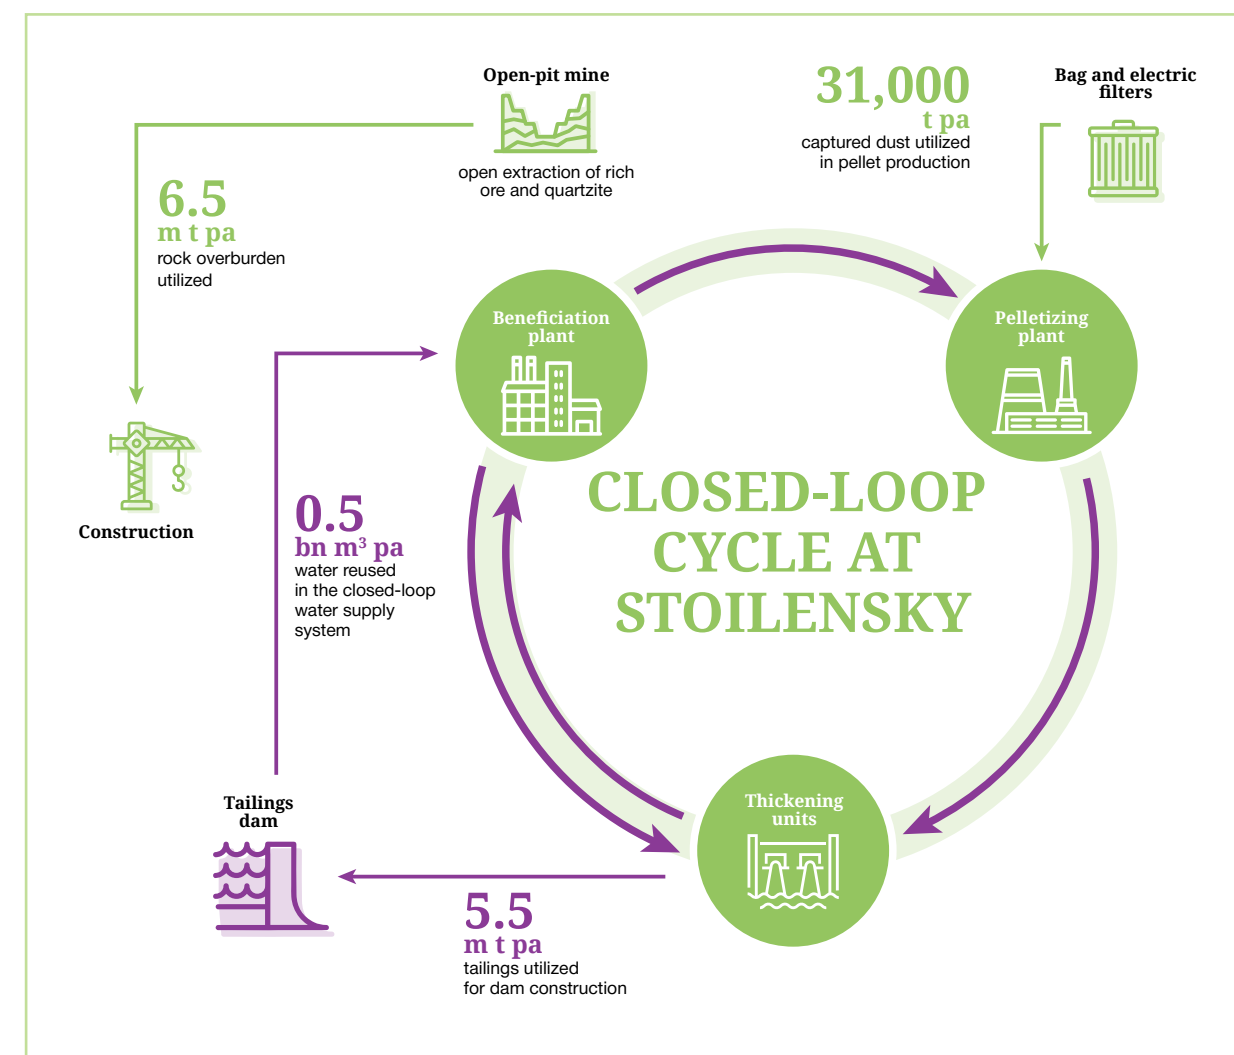 Open-pit mine
open extraction of rich
ore and quartzite
31,000
t pa
captured dust utilized
in pellet production
Bag and electric
filters
6.5
m t pa
rock overburden
utilized
Construction
Beneficiation
plant
Pelletizing
plant
CLOSED-LOOP
CYCLE AT
STOILENSKY
0.5
bn m³ pa
water reused
in the closed-loop
water supply
system
Tailings
dam
Thickening
units
5.5
m t pa
tailings utilized
for dam construction